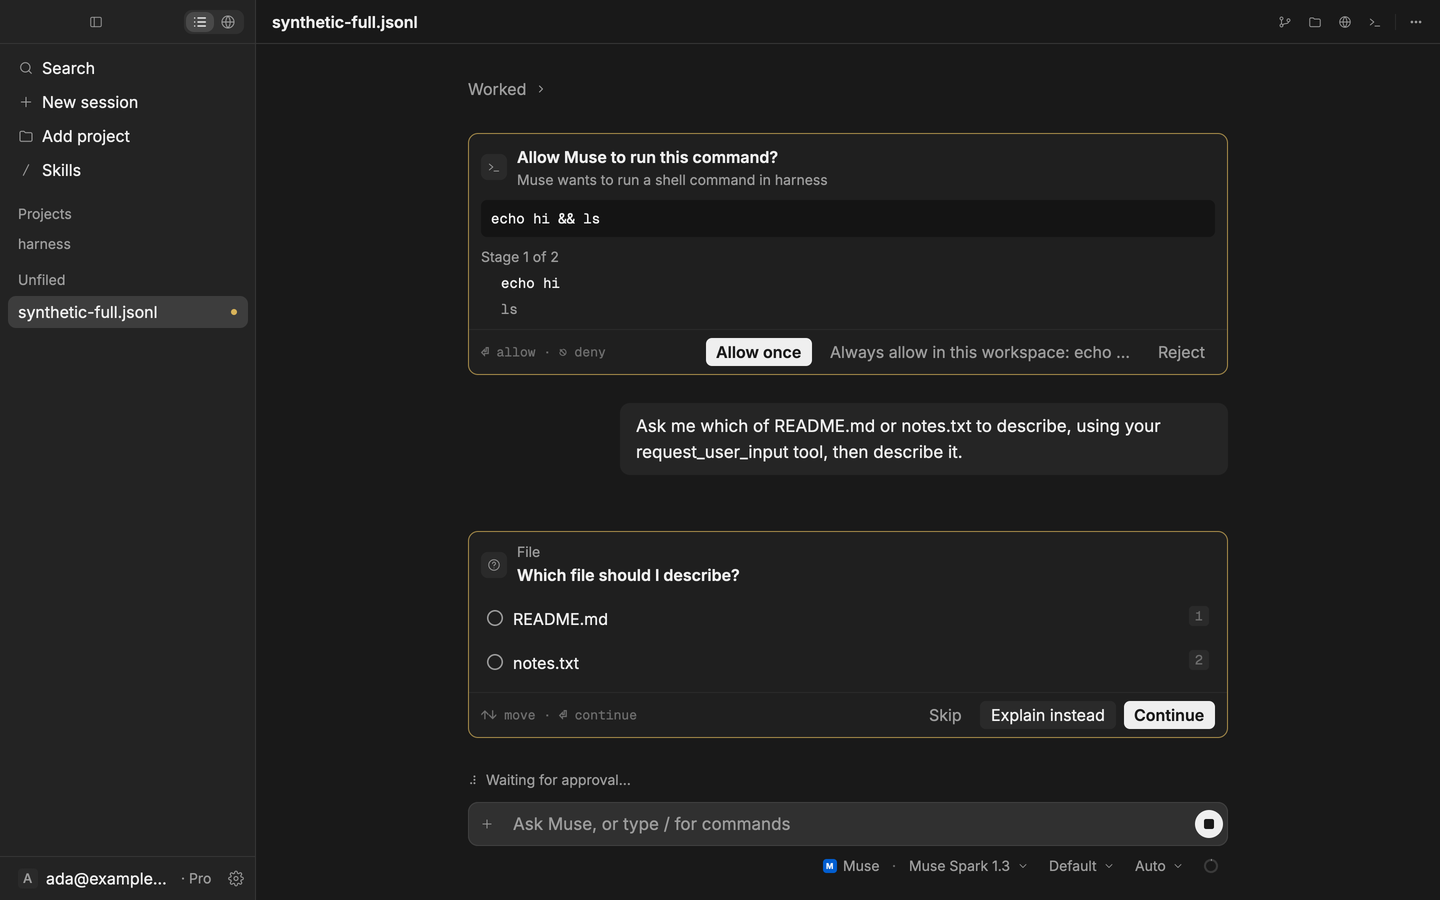 synthetic-full.jsonl
Search
New session
Add project
Skills
Projects
harness
Unfiled
synthetic-full.jsonl
A ada@example... · Pro
Worked
Allow Muse to run this command?
Muse wants to run a shell command in harness
echo hi && ls
Stage 1 of 2
echo hi
ls
allow · deny
Allow once
Always allow in this workspace: echo ...
Reject
Ask me which of README.md or notes.txt to describe, using your
request_user_input tool, then describe it.
File
Which file should I describe?
README.md 1
notes.txt 2
move · continue
Skip
Explain instead
Continue
Waiting for approval...
Ask Muse, or type / for commands
M Muse · Muse Spark 1.3 Default Auto